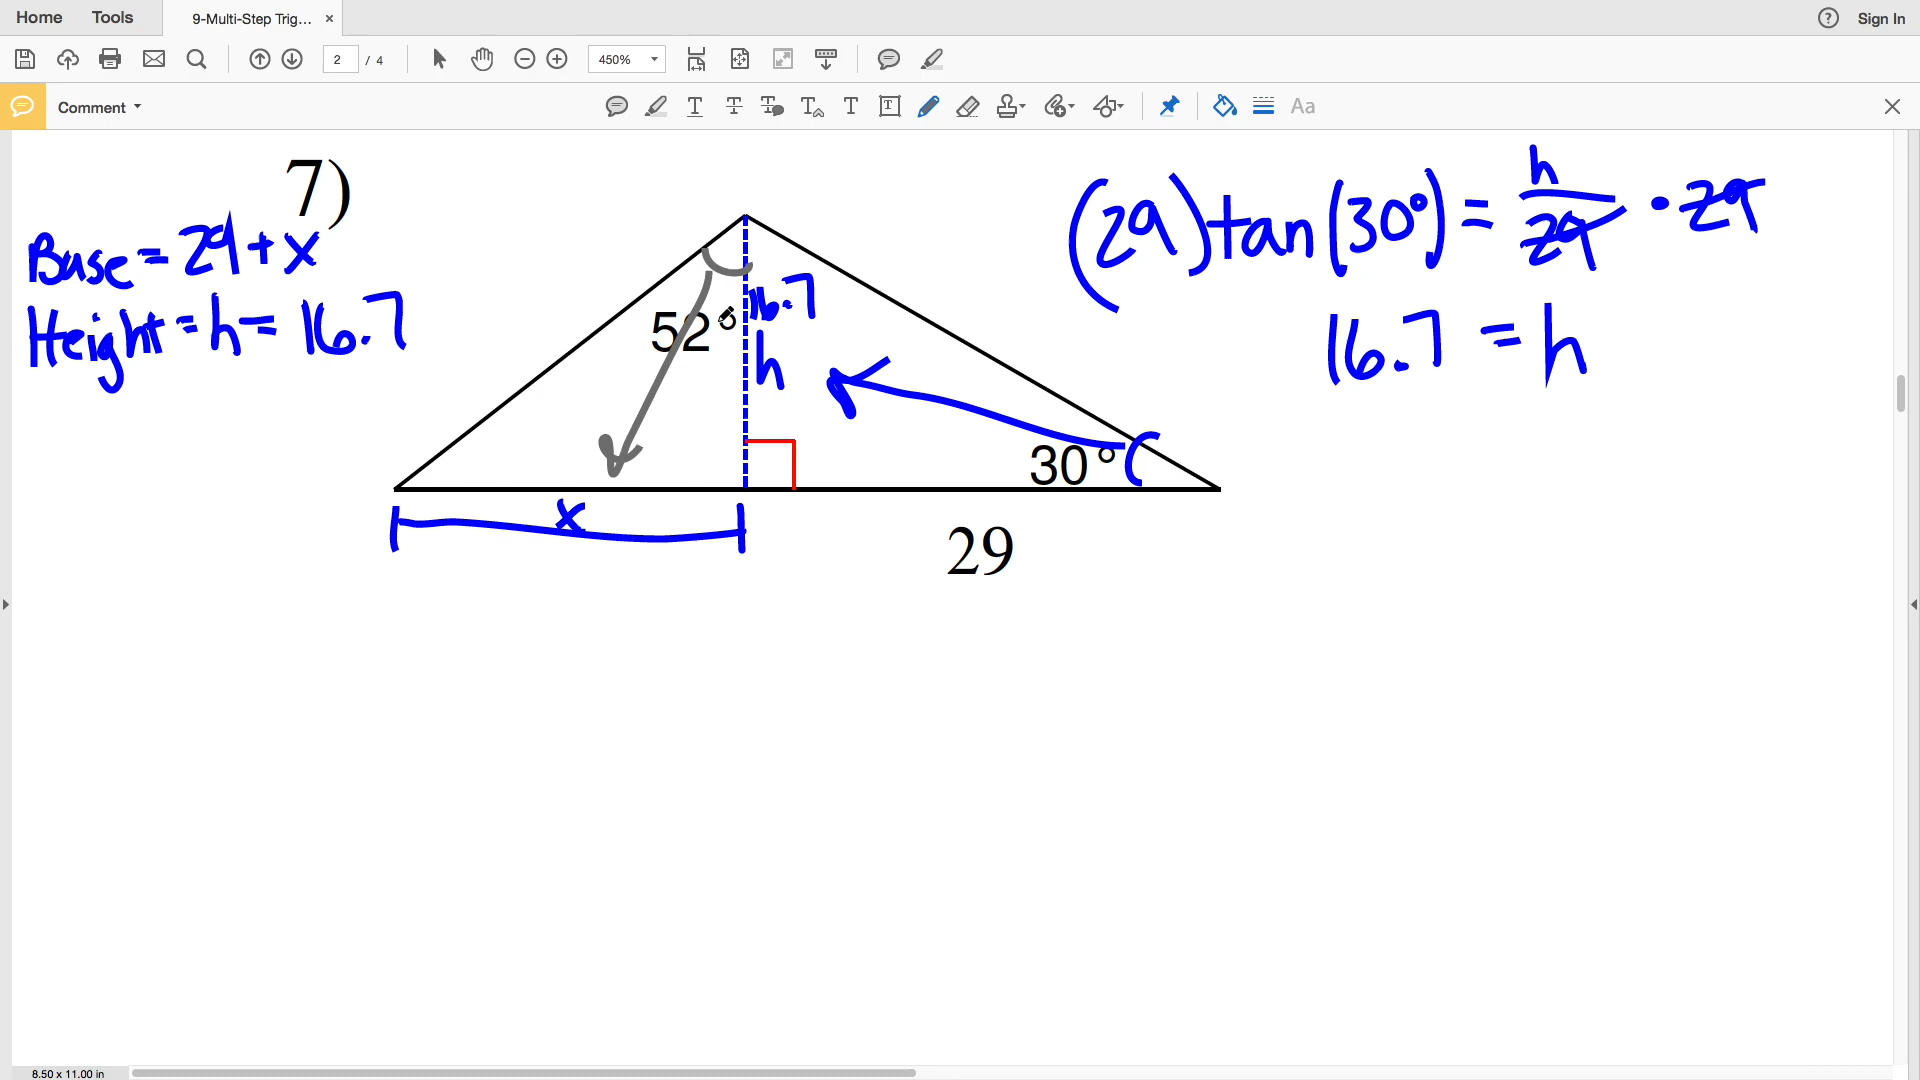 Home Tools 9-Multi-Step Trig... × ? Sign In
2 / 4 450%
Comment T T T T T T Aa
7)
Base = 29 + x
Height = h = 16.7
(29) tan (30°) = h/29 · 29
16.7 = h
16.7
52°
h
30°
x
29
8.50 x 11.00 in